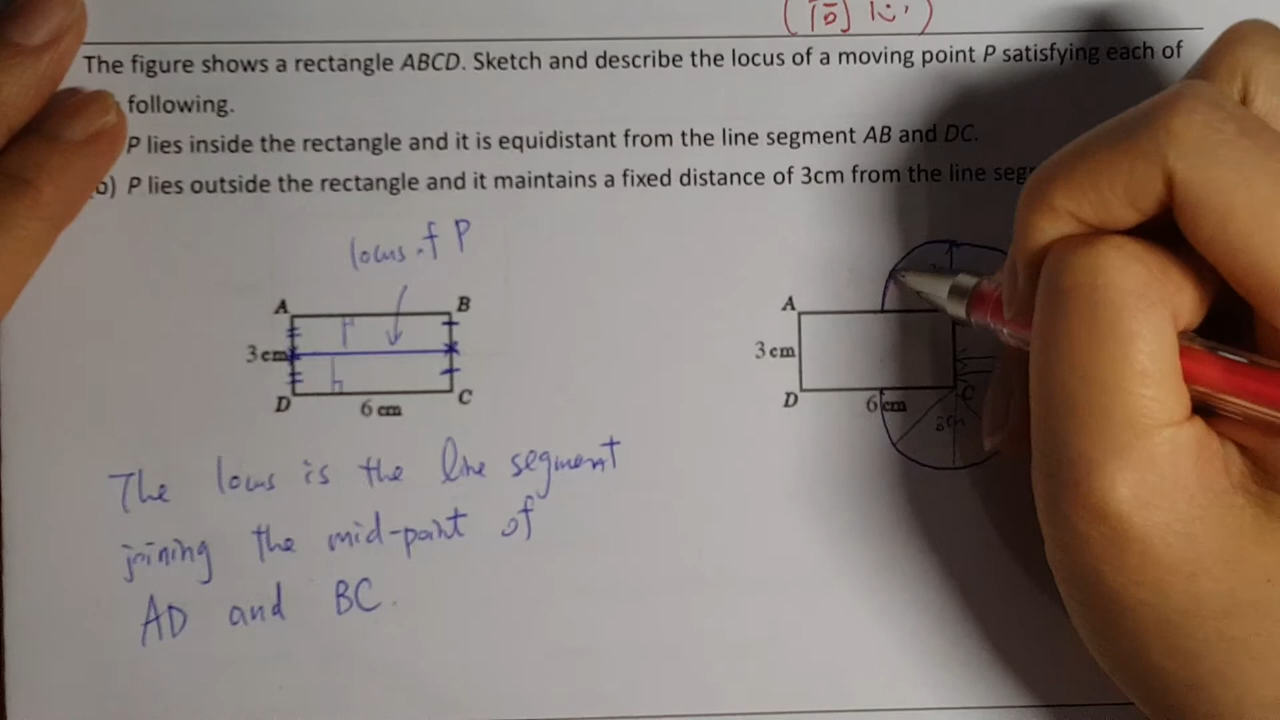 The figure shows a rectangle ABCD. Sketch and describe the locus of a moving point P satisfying each of
following.
P lies inside the rectangle and it is equidistant from the line segment AB and DC.
b) P lies outside the rectangle and it maintains a fixed distance of 3cm from the line
locus of P
A B
3 cm
D 6 cm C
A
3 cm
D 6 cm C
The locus is the line segment
joining the mid-point of
AD and BC.